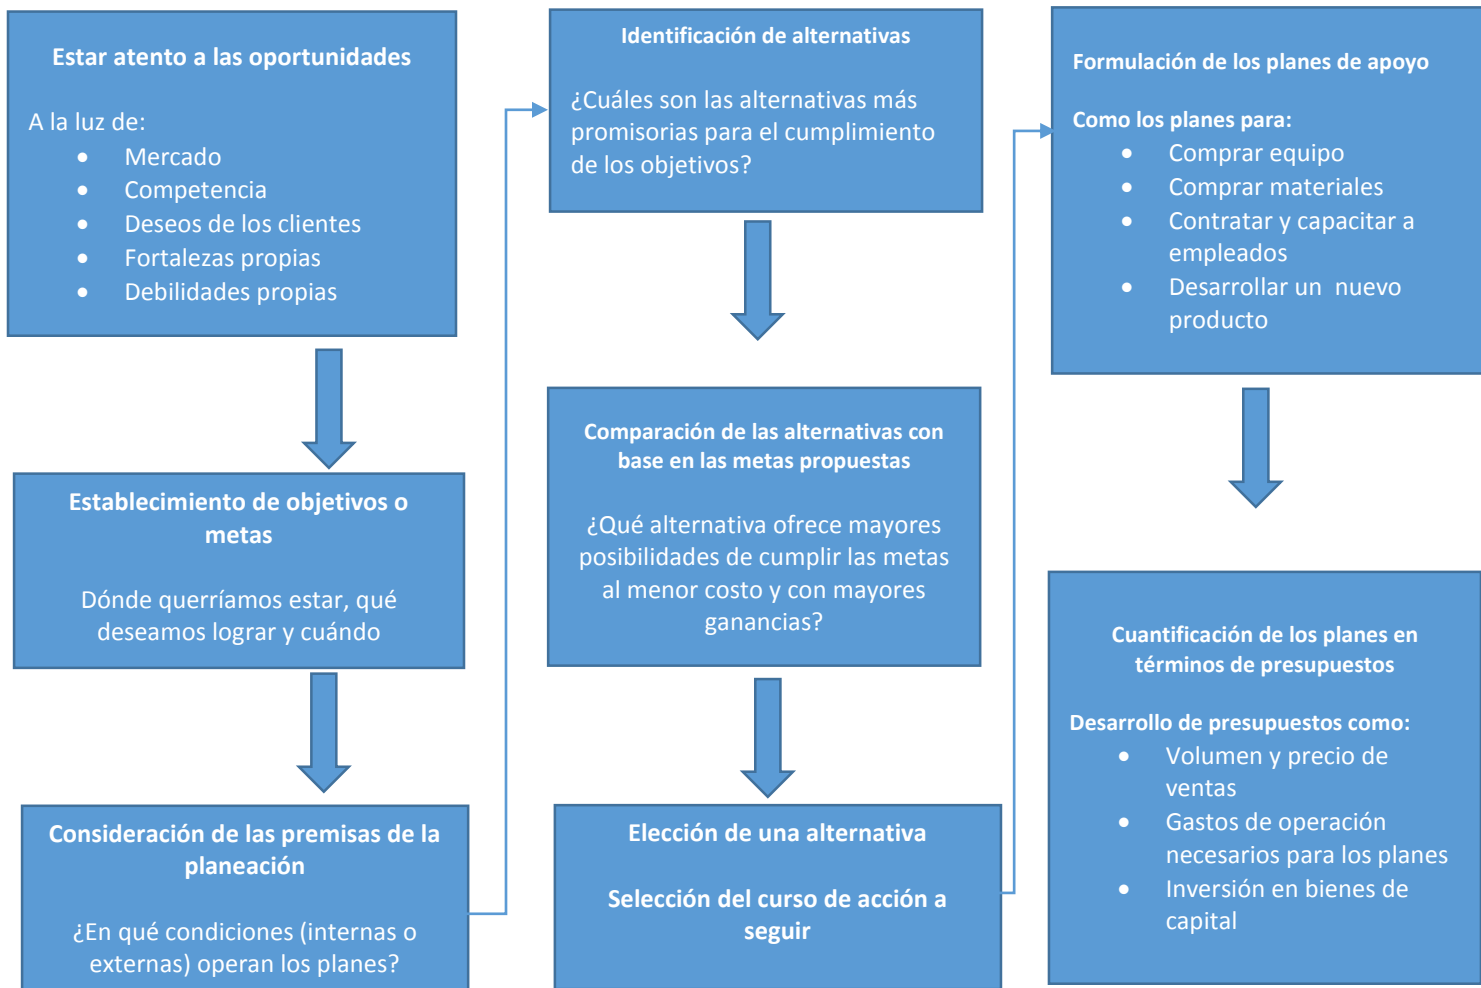 Estar atento a las oportunidades
A la luz de:
• Mercado
• Competencia
• Deseos de los clientes
• Fortalezas propias
• Debilidades propias
Establecimiento de objetivos o
metas
Dónde querríamos estar, qué
deseamos lograr y cuándo
Consideración de las premisas de la
planeación
¿En qué condiciones (internas o
externas) operan los planes?
Identificación de alternativas
¿Cuáles son las alternativas más
promisorias para el cumplimiento
de los objetivos?
Comparación de las alternativas con
base en las metas propuestas
¿Qué alternativa ofrece mayores
posibilidades de cumplir las metas
al menor costo y con mayores
ganancias?
Elección de una alternativa
Selección del curso de acción a
seguir
Formulación de los planes de apoyo
Como los planes para:
• Comprar equipo
• Comprar materiales
• Contratar y capacitar a
empleados
• Desarrollar un nuevo
producto
Cuantificación de los planes en
términos de presupuestos
Desarrollo de presupuestos como:
• Volumen y precio de
ventas
• Gastos de operación
necesarios para los planes
• Inversión en bienes de
capital